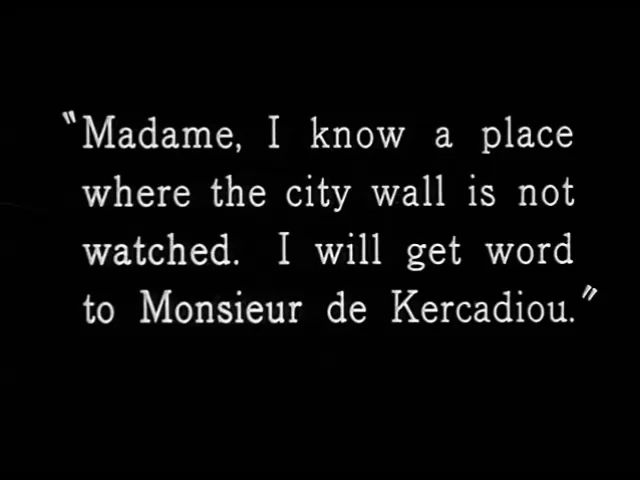 "Madame, I know a place
where the city wall is not
watched. I will get word
to Monsieur de Kercadiou."